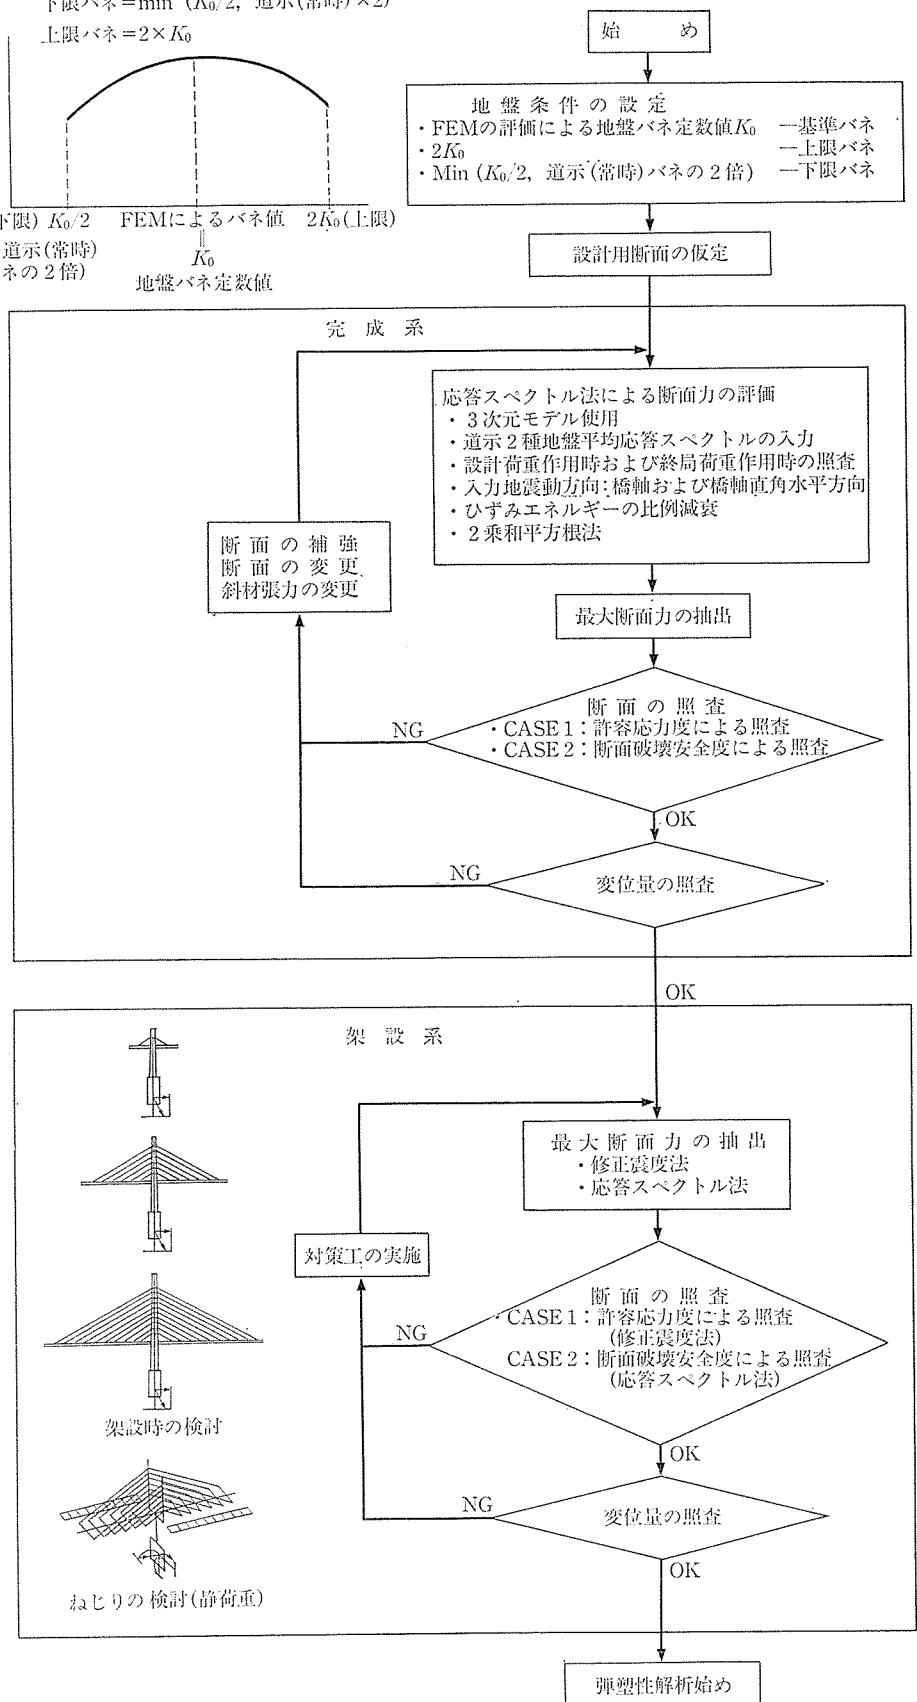 下限バネ=min (K₀/2, 道示(常時)×2)
上限バネ=2×K₀
下限) K₀/2 FEMによるバネ値 2K₀(上限)
道示(常時)
ネの2倍)
‖
K₀
地盤バネ定数値
始 め
地盤条件の設定
・FEMの評価による地盤バネ定数値K₀ ―基準バネ
・2K₀ ―上限バネ
・Min (K₀/2, 道示(常時)バネの2倍) ―下限バネ
設計用断面の仮定
完 成 系
応答スペクトル法による断面力の評価
・3次元モデル使用
・道示2種地盤平均応答スペクトルの入力
・設計荷重作用時および終局荷重作用時の照査
・入力地震動方向:橋軸および橋軸直角水平方向
・ひずみエネルギーの比例減衰
・2乗和平方根法
断面の補強
断面の変更
斜材張力の変更
最大断面力の抽出
断面の照査
・CASE 1:許容応力度による照査
・CASE 2:断面破壊安全度による照査
NG
OK
変位量の照査
NG
OK
架 設 系
最大断面力の抽出
・修正震度法
・応答スペクトル法
対策工の実施
断面の照査
・CASE 1:許容応力度による照査
(修正震度法)
CASE 2:断面破壊安全度による照査
(応答スペクトル法)
NG
OK
変位量の照査
NG
OK
架設時の検討
ねじりの検討(静荷重)
弾塑性解析始め